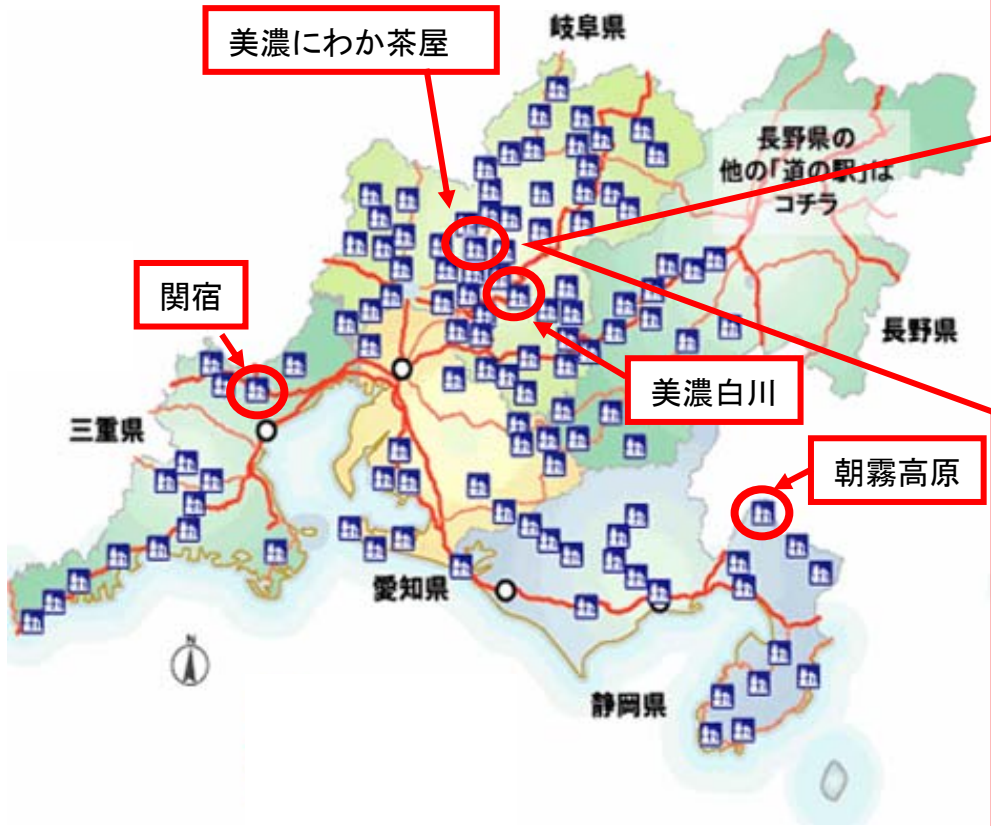 岐阜県
美濃にわか茶屋
長野県の
他の「道の駅」は
コチラ
関宿
長野県
美濃白川
三重県
朝霧高原
愛知県
N
静岡県